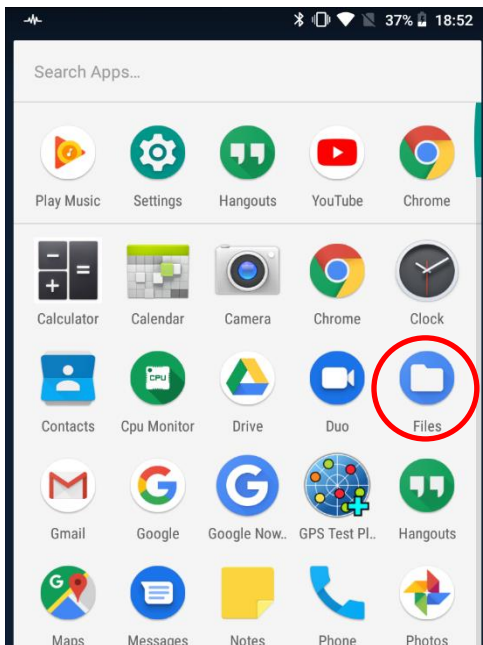 37% 18:52
Search Apps...
Play Music Settings Hangouts YouTube Chrome
Calculator Calendar Camera Chrome Clock
CPU
Contacts Cpu Monitor Drive Duo Files
Gmail Google Google Now.. GPS Test Pl.. Hangouts
G
Maps Messages Notes Phone Photos